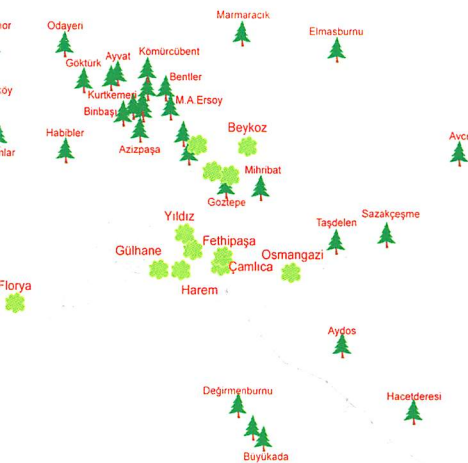 Marmaracık
Odayeri
Elmasburnu
Kömürcübent
Ayvat
Göktürk
Bentler
Kurtkemeri
M.A.Ersoy
Binbaşı
Beykoz
Habibler
Avcı
Azizpaşa
Mihribat
Göztepe
Yıldız
Sazakçeşme
Taşdelen
Fethipaşa
Gülhane
Osmangazi
Çamlıca
Florya
Harem
Aydos
Değirmenburnu
Hacetderesi
Büyükada